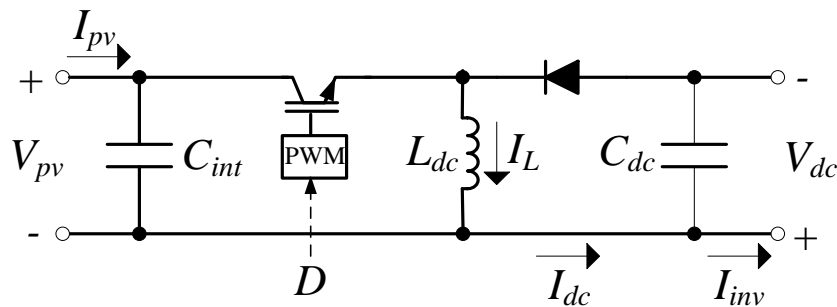 I_pv
+
-
V_pv
C_int
PWM
L_dc
I_L
C_dc
V_dc
-
+
D
I_dc
I_inv